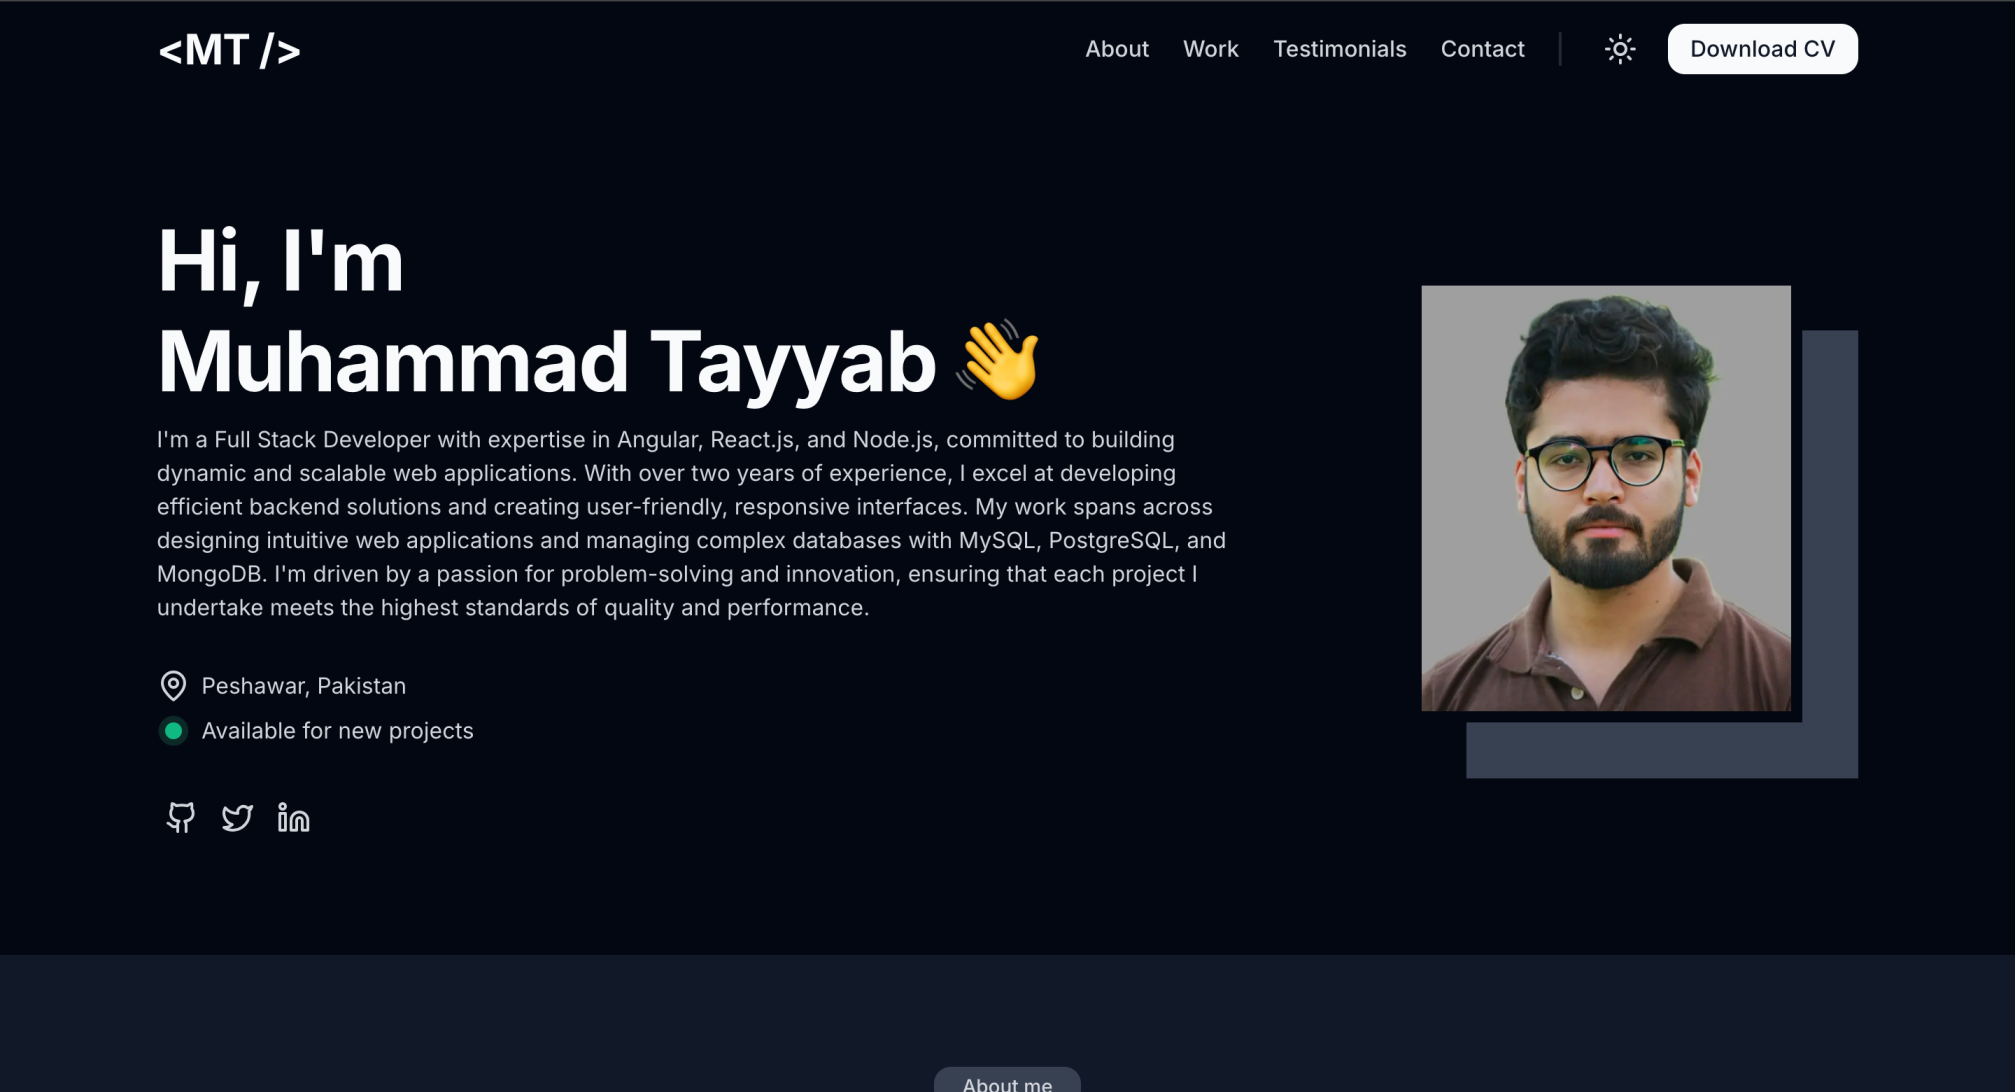 <MT />
About Work Testimonials Contact Download CV
Hi, I'm
Muhammad Tayyab 👋
I'm a Full Stack Developer with expertise in Angular, React.js, and Node.js, committed to building
dynamic and scalable web applications. With over two years of experience, I excel at developing
efficient backend solutions and creating user-friendly, responsive interfaces. My work spans across
designing intuitive web applications and managing complex databases with MySQL, PostgreSQL, and
MongoDB. I'm driven by a passion for problem-solving and innovation, ensuring that each project I
undertake meets the highest standards of quality and performance.
Peshawar, Pakistan
Available for new projects
About me